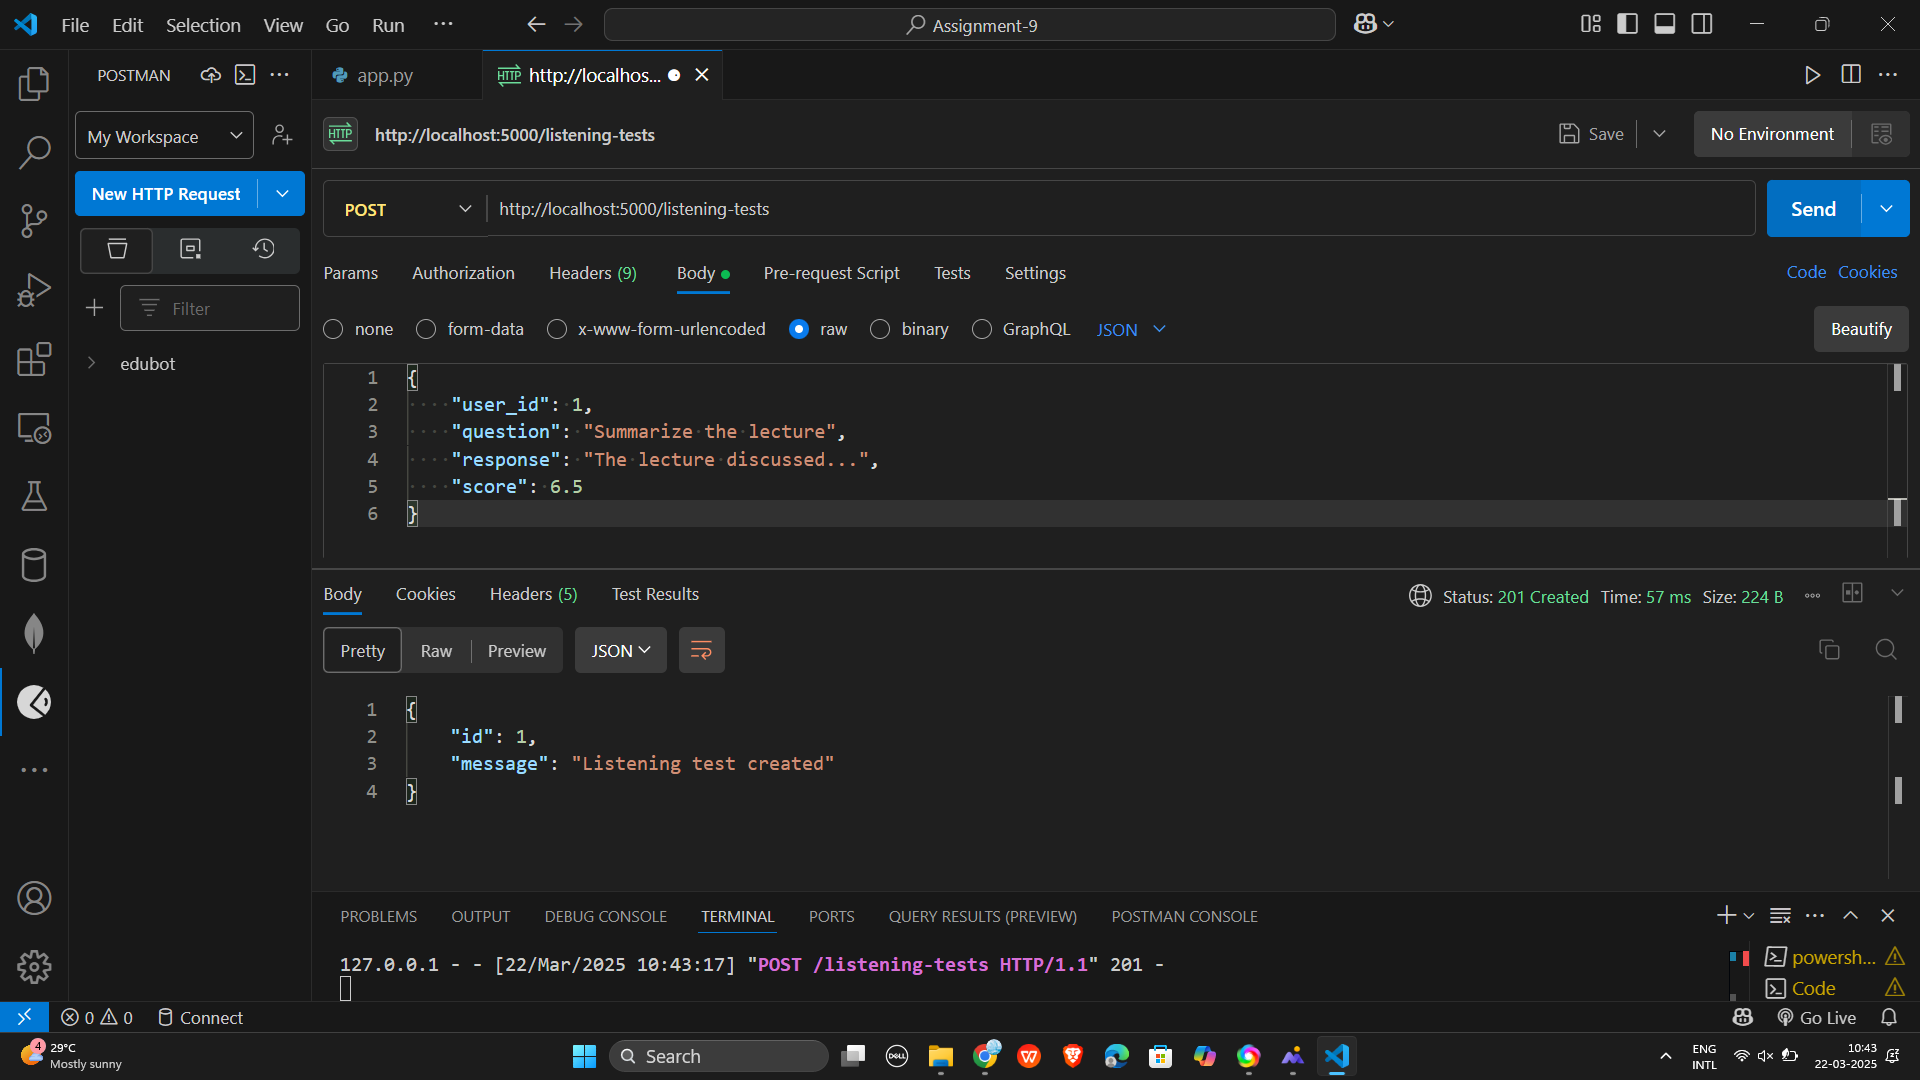 File Edit Selection View Go Run ···
Assignment-9
POSTMAN
app.py
HTTP http://localhos...
My Workspace
New HTTP Request
Filter
edubot
HTTP http://localhost:5000/listening-tests
Save
No Environment
POST
http://localhost:5000/listening-tests
Send
Params Authorization Headers (9) Body Pre-request Script Tests Settings
Code Cookies
none form-data x-www-form-urlencoded raw binary GraphQL JSON
Beautify
1 {
2 ····"user_id":·1,
3 ····"question":·"Summarize·the·lecture",
4 ····"response":·"The·lecture·discussed...",
5 ····"score":·6.5
6 }
Body Cookies Headers (5) Test Results
Status: 201 Created Time: 57 ms Size: 224 B
Pretty Raw Preview JSON
1 {
2 "id": 1,
3 "message": "Listening test created"
4 }
PROBLEMS OUTPUT DEBUG CONSOLE TERMINAL PORTS QUERY RESULTS (PREVIEW) POSTMAN CONSOLE
127.0.0.1 - - [22/Mar/2025 10:43:17] "POST /listening-tests HTTP/1.1" 201 -
powersh...
Code
0 0 Connect
Go Live
4
29°C
Mostly sunny
Search
DELL
ENG
INTL
10:43
22-03-2025